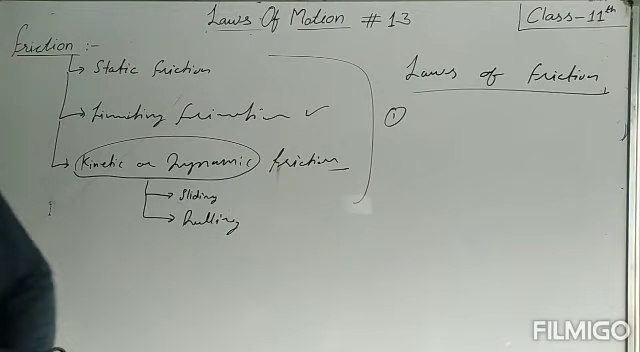 Laws Of Motion # 13
Class-11th
Friction :-
Static friction
Limiting friction ✓
Kinetic or Dynamic friction
Sliding
Rolling
Laws of friction
①
FILMIGO